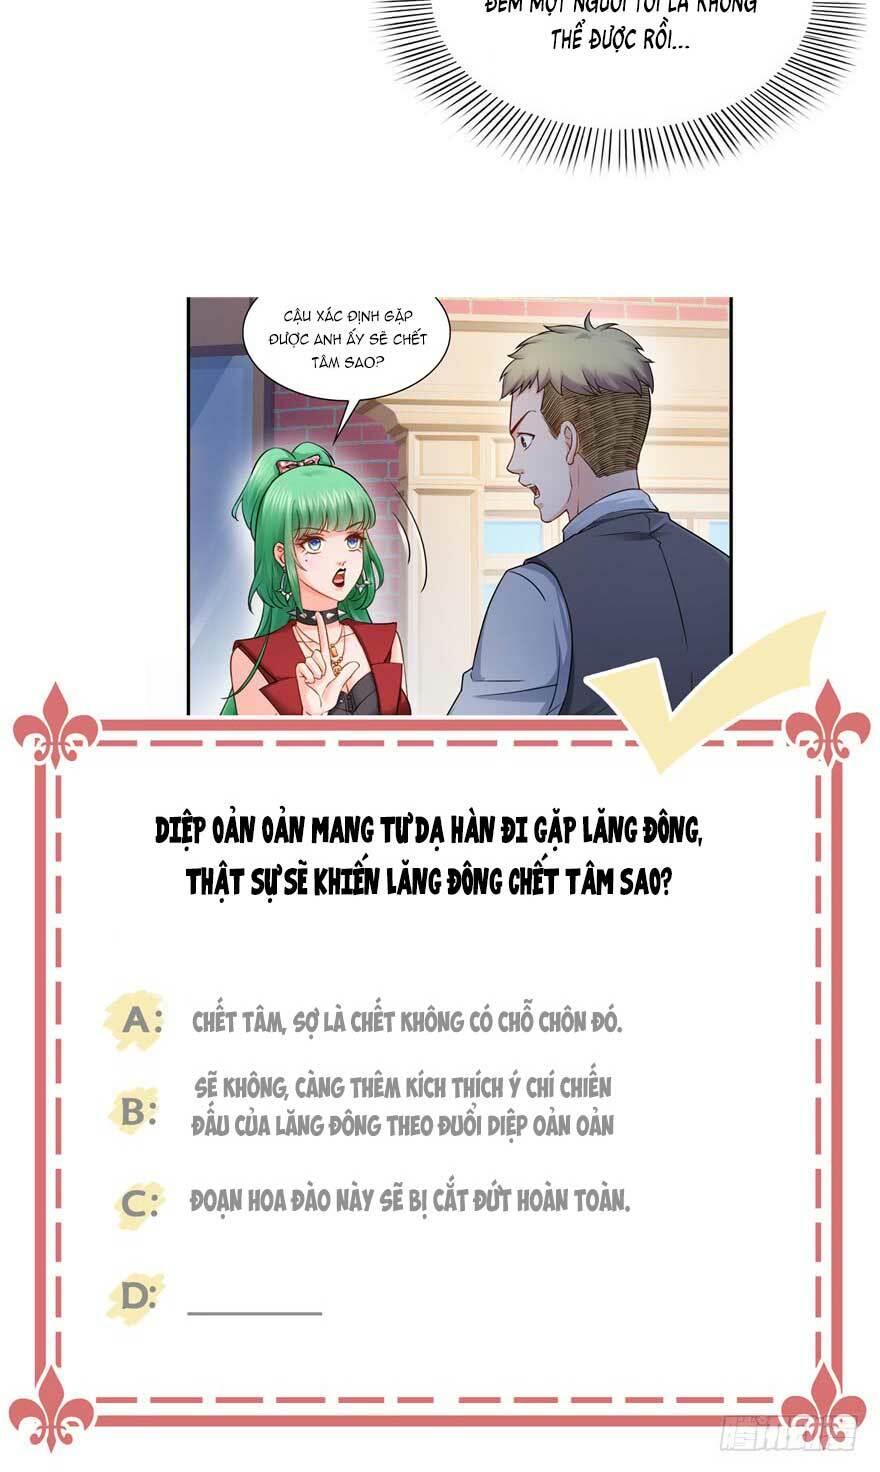 ĐÊM MỘT NGƯỜI TỚI LÀ KHÔNG
THỂ ĐƯỢC RỒI...
CẬU XÁC ĐỊNH GẶP
ĐƯỢC ANH ẤY SẼ CHẾT
TÂM SAO?
DIỆP OẢN OẢN MANG TƯ DẠ HÀN ĐI GẶP LĂNG ĐÔNG,
THẬT SỰ SẼ KHIẾN LĂNG ĐÔNG CHẾT TÂM SAO?
A: CHẾT TÂM, SỢ LÀ CHẾT KHÔNG CÓ CHỖ CHÔN ĐÓ.
B: SẼ KHÔNG, CÀNG THÊM KÍCH THÍCH Ý CHÍ CHIẾN
ĐẤU CỦA LĂNG ĐÔNG THEO ĐUỔI DIỆP OẢN OẢN
C: ĐOẠN HOA ĐÀO NÀY SẼ BỊ CẮT ĐỨT HOÀN TOÀN.
D: